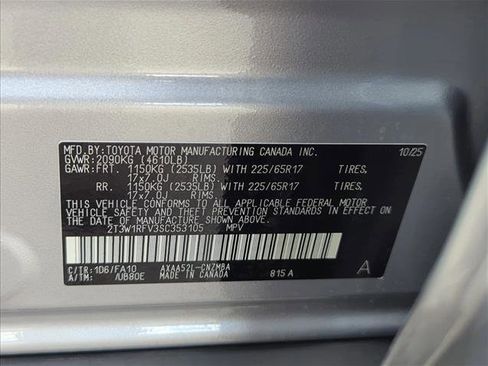 MFD.BY:TOYOTA MOTOR MANUFACTURING CANADA INC. 10/25
GVWR:2090KG (4610LB)
GAWR:FRT. 1150KG (2535LB) WITH 225/65R17 TIRES,
17x7.0J RIMS.
RR. 1150KG (2535LB) WITH 225/65R17 TIRES,
17x7.0J RIMS.
THIS VEHICLE CONFORMS TO ALL APPLICABLE FEDERAL MOTOR
VEHICLE SAFETY AND THEFT PREVENTION STANDARDS IN EFFECT ON
THE DATE OF MANUFACTURE SHOWN ABOVE.
2T3W1RFV3SC353105 MPV
C/TR:1D6/FA10 AXAA52L-CNZMBA 815A A
A/TM: /UB80E MADE IN CANADA